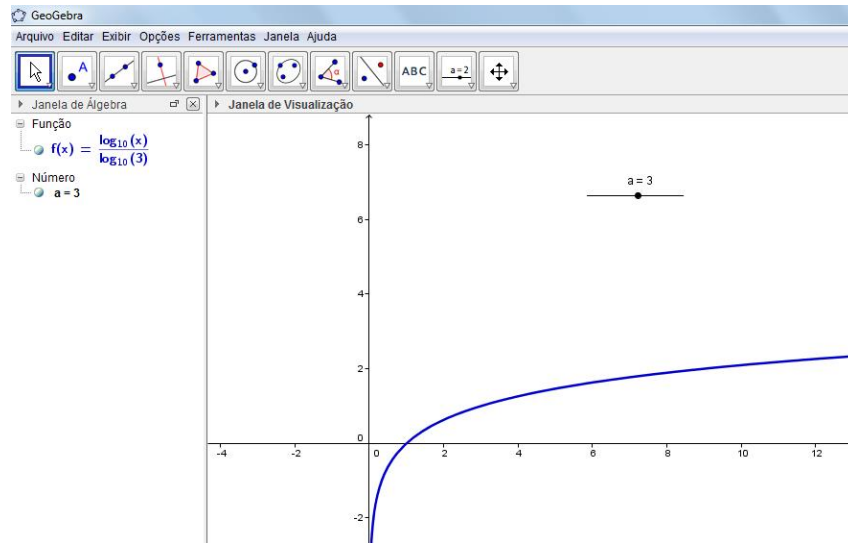 GeoGebra
Arquivo Editar Exibir Opções Ferramentas Janela Ajuda
A
α
ABC
a=2
Janela de Álgebra
Janela de Visualização
Função
f(x) = log₁₀(x) / log₁₀(3)
Número
a = 3
a = 3
8
6
4
2
0
-2
-4 -2 0 2 4 6 8 10 12